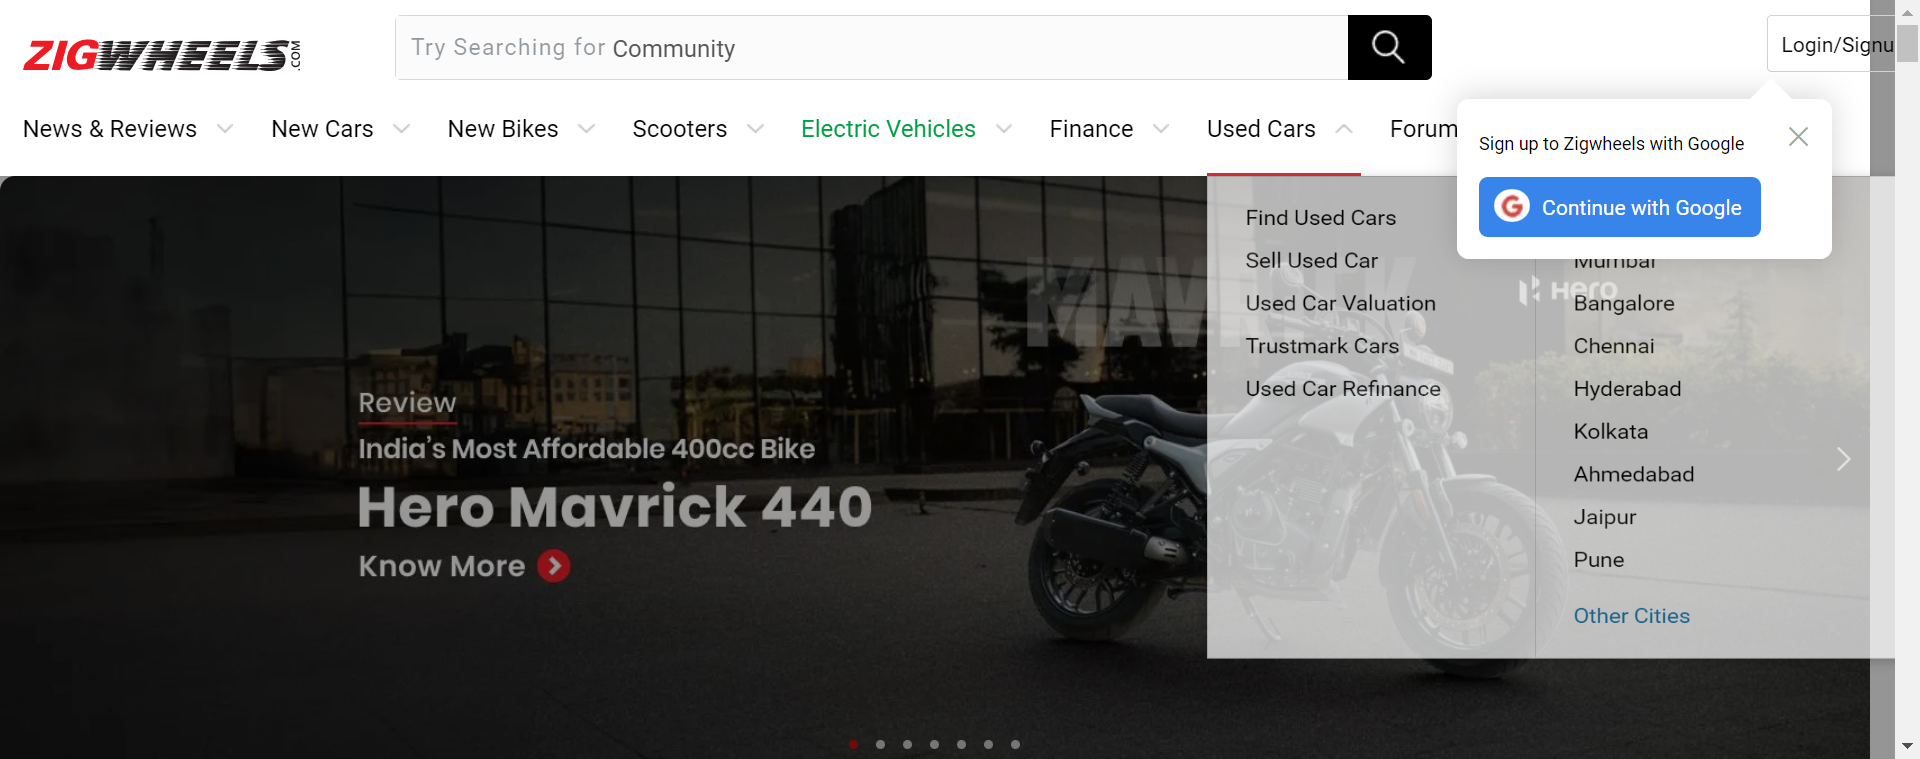 ZIGWHEELS.COM
Try Searching for Community
Login/Signu
News & Reviews
New Cars
New Bikes
Scooters
Electric Vehicles
Finance
Used Cars
Forum
Sign up to Zigwheels with Google
Continue with Google
Find Used Cars
Sell Used Car
Used Car Valuation
Trustmark Cars
Used Car Refinance
Mumbai
Bangalore
Chennai
Hyderabad
Kolkata
Ahmedabad
Jaipur
Pune
Other Cities
Hero
Review
India's Most Affordable 400cc Bike
Hero Mavrick 440
Know More